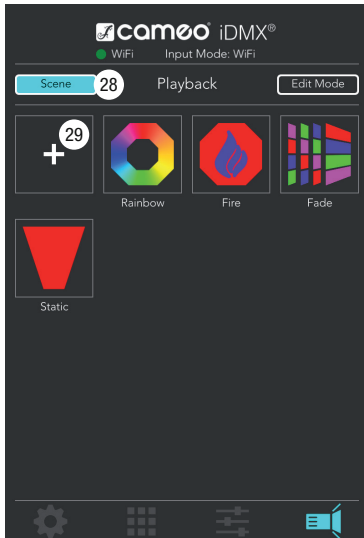 cameo iDMX®
WiFi Input Mode: WiFi
Scene 28 Playback Edit Mode
+ 29
Rainbow Fire Fade
Static